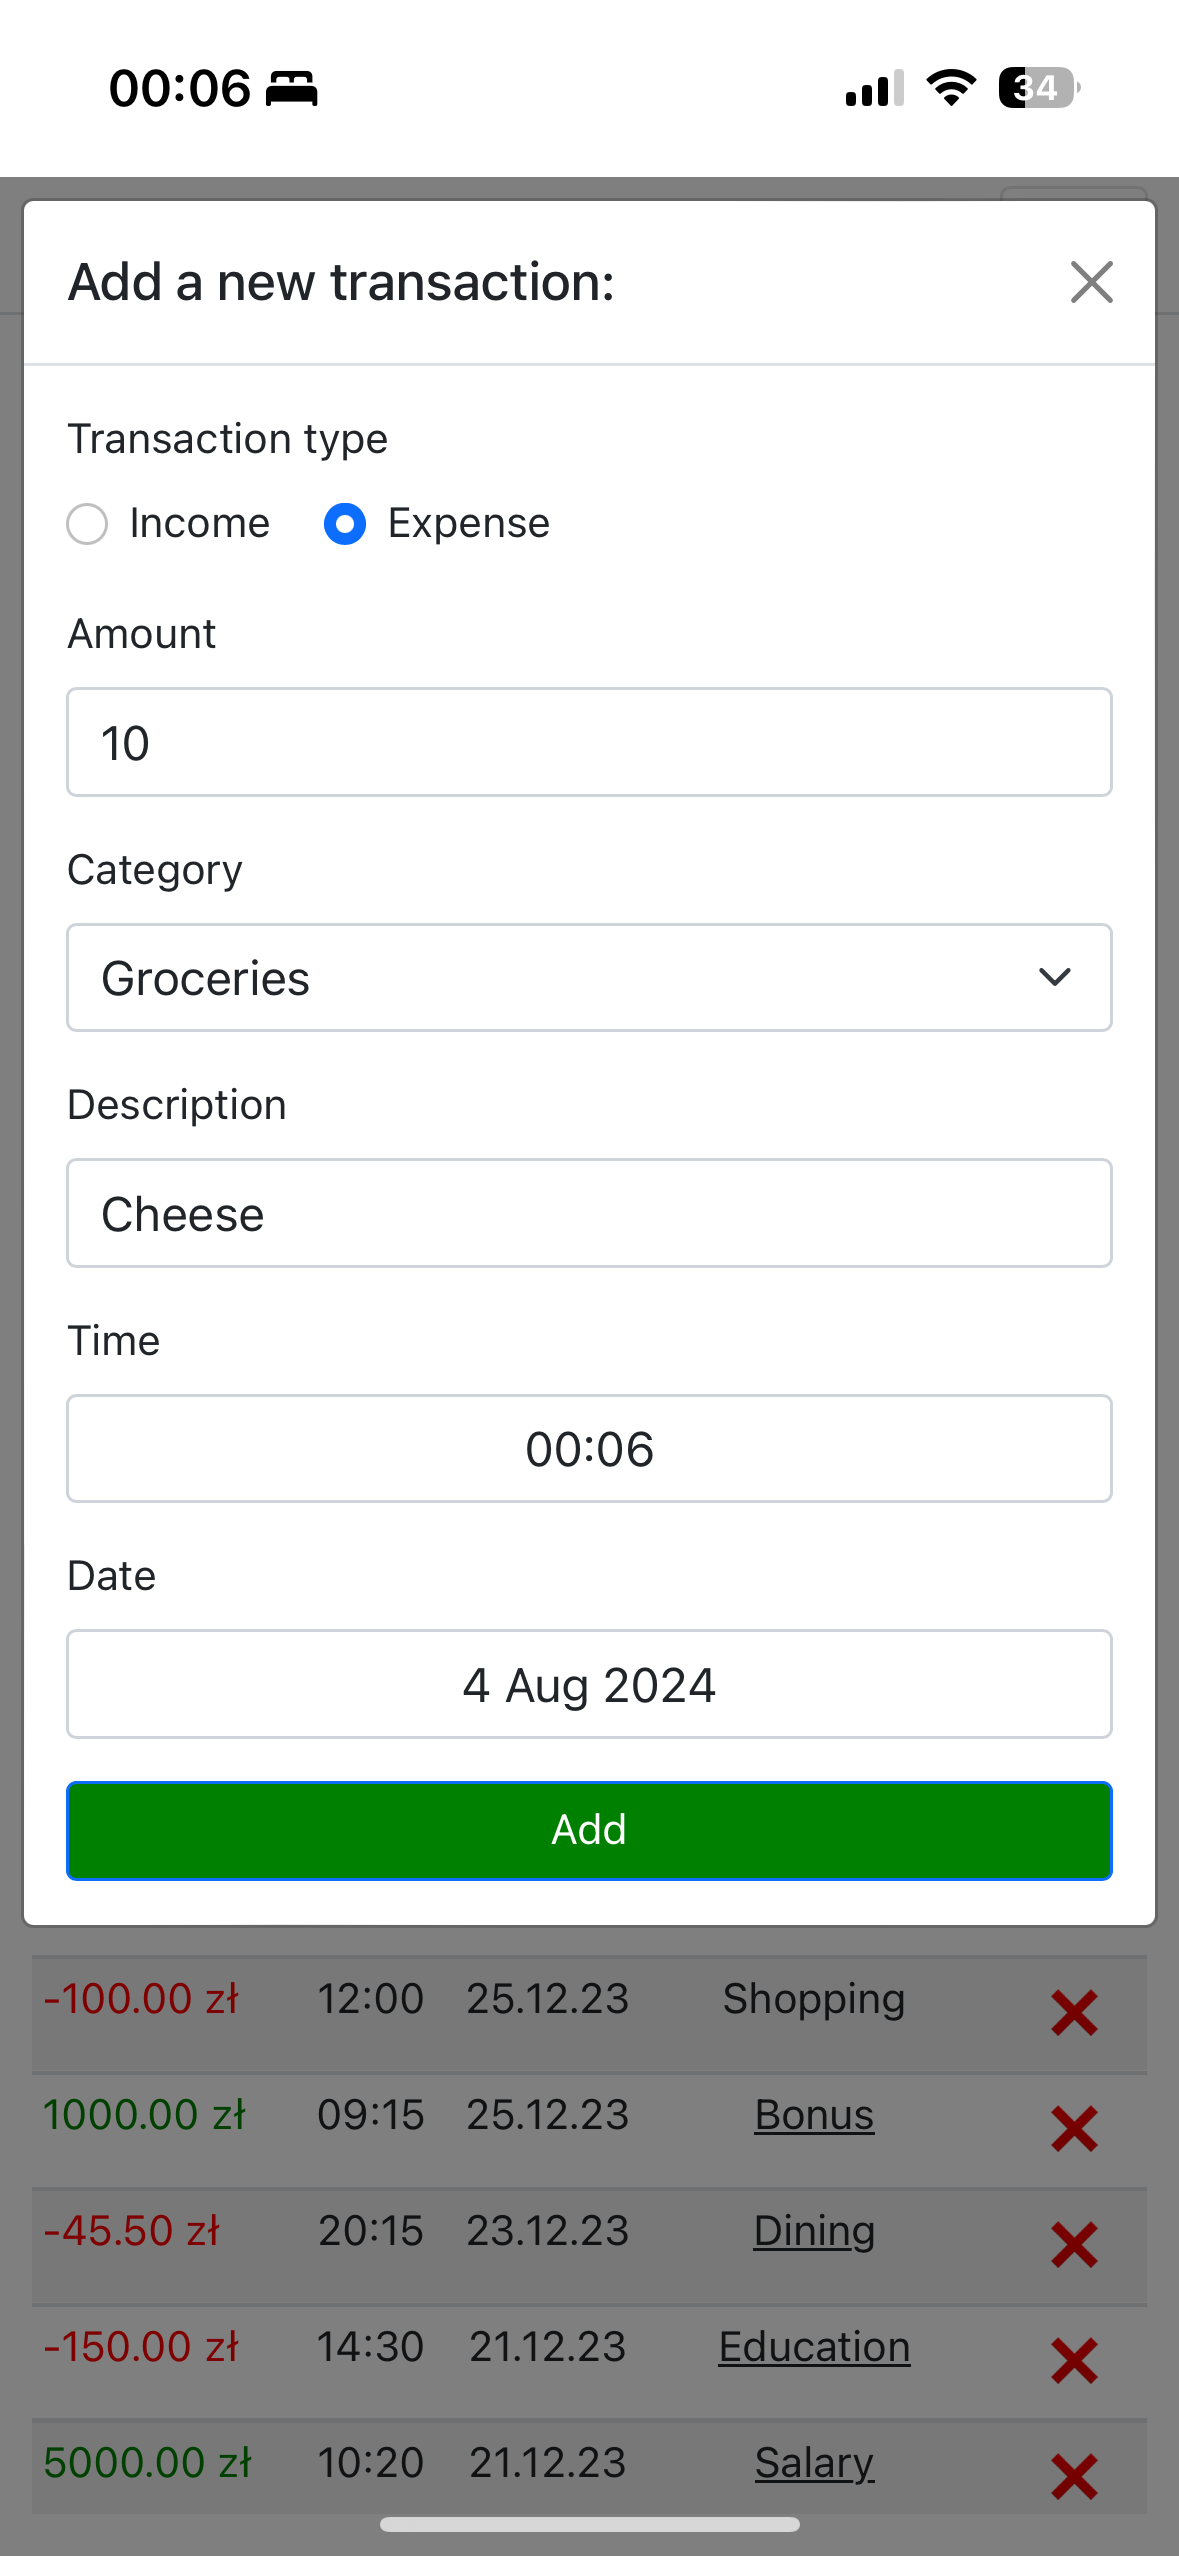 00:06 34
Add a new transaction:
Transaction type
Income Expense
Amount
10
Category
Groceries
Description
Cheese
Time
00:06
Date
4 Aug 2024
Add
-100.00 zł 12:00 25.12.23 Shopping
1000.00 zł 09:15 25.12.23 Bonus
-45.50 zł 20:15 23.12.23 Dining
-150.00 zł 14:30 21.12.23 Education
5000.00 zł 10:20 21.12.23 Salary